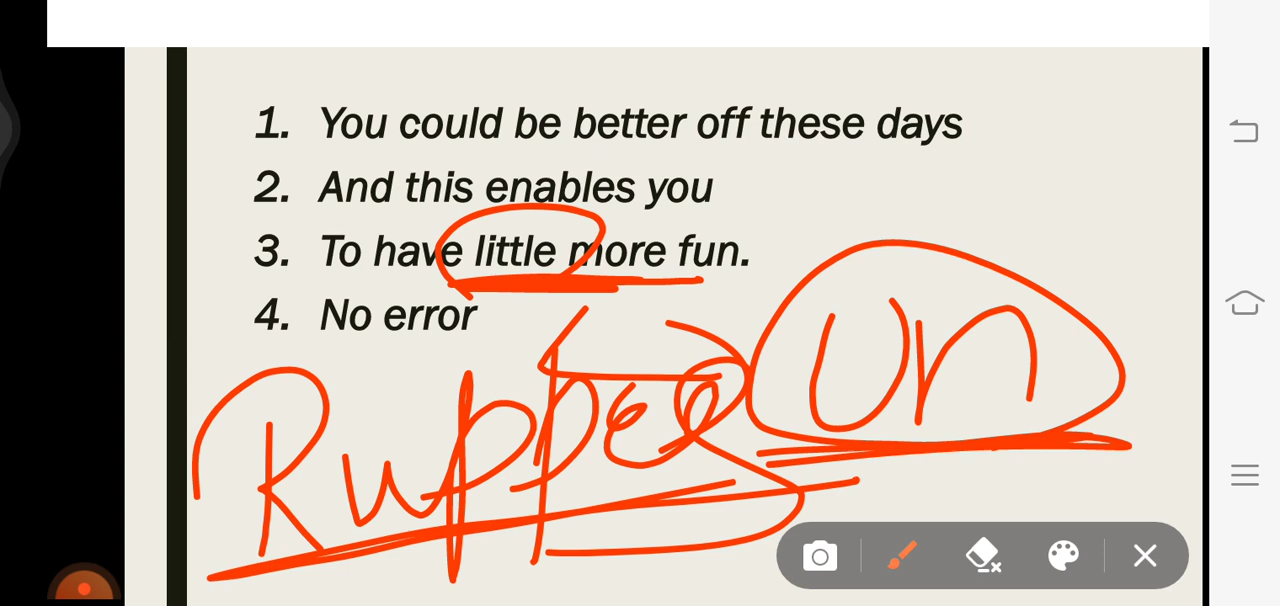 1. You could be better off these days
2. And this enables you
3. To have little more fun.
4. No error
un